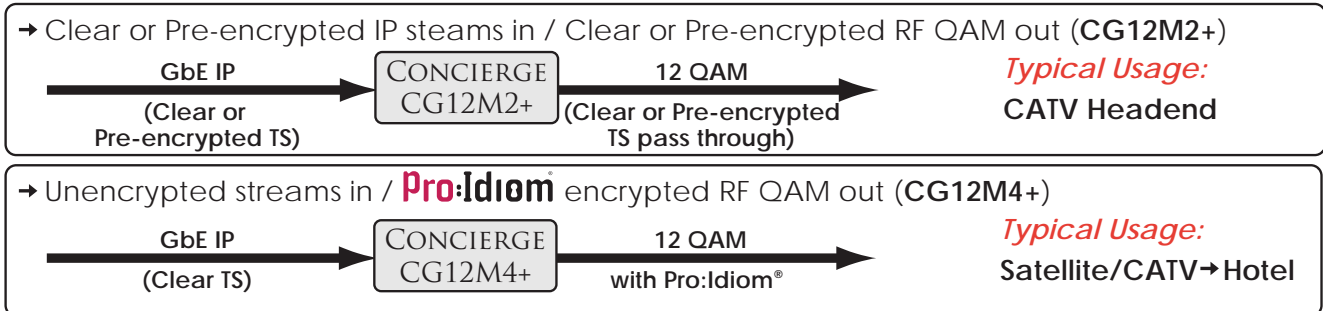 → Clear or Pre-encrypted IP steams in / Clear or Pre-encrypted RF QAM out (CG12M2+)
GbE IP
(Clear or
Pre-encrypted TS)
CONCIERGE
CG12M2+
12 QAM
(Clear or Pre-encrypted
TS pass through)
Typical Usage:
CATV Headend
→ Unencrypted streams in / Pro:Idiom® encrypted RF QAM out (CG12M4+)
GbE IP
(Clear TS)
CONCIERGE
CG12M4+
12 QAM
with Pro:Idiom®
Typical Usage:
Satellite/CATV→Hotel